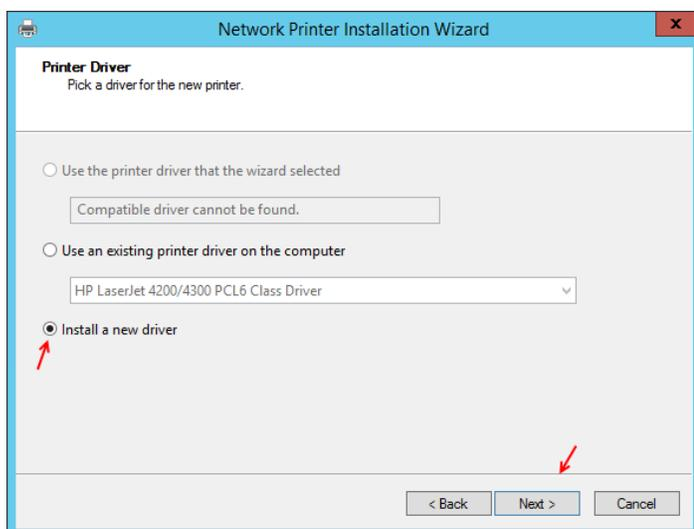 Network Printer Installation Wizard
x
Printer Driver
Pick a driver for the new printer.
Use the printer driver that the wizard selected
Compatible driver cannot be found.
Use an existing printer driver on the computer
HP LaserJet 4200/4300 PCL6 Class Driver
Install a new driver
< Back Next > Cancel